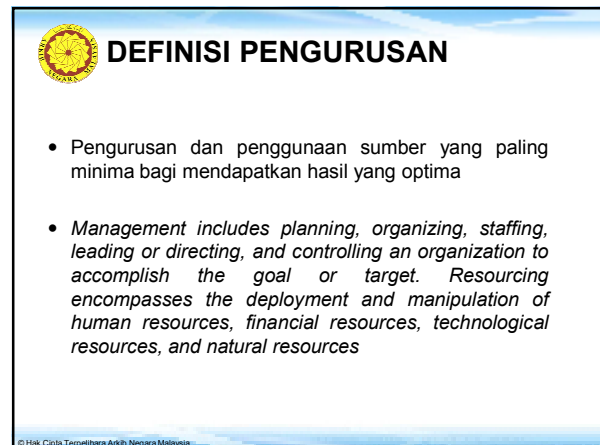 DEFINISI PENGURUSAN
• Pengurusan dan penggunaan sumber yang paling
minima bagi mendapatkan hasil yang optima
• Management includes planning, organizing, staffing,
leading or directing, and controlling an organization to
accomplish the goal or target. Resourcing
encompasses the deployment and manipulation of
human resources, financial resources, technological
resources, and natural resources
© Hak Cipta Terpelihara Arkib Negara Malaysia